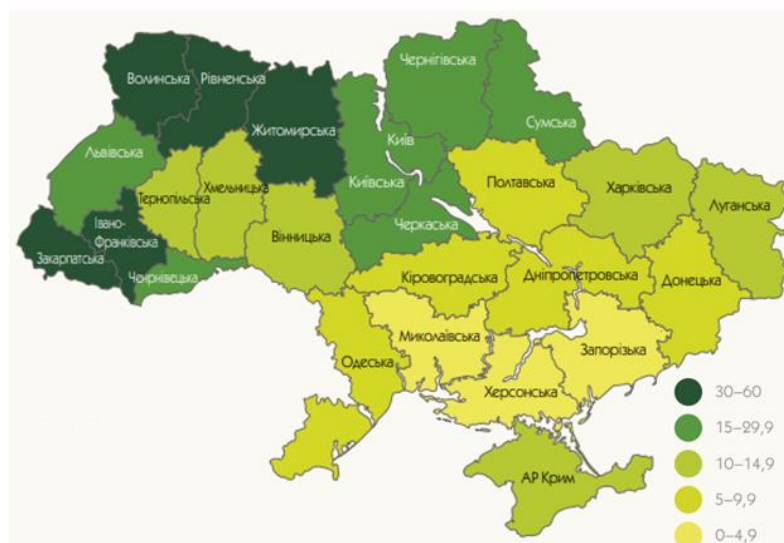 Волинська
Рівненська
Житомирська
Чернігівська
Сумська
Київ
Львівська
Тернопільська
Хмельницька
Київська
Полтавська
Харківська
Луганська
Івано-
Франківська
Закарпатська
Чернівецька
Вінницька
Черкаська
Кіровоградська
Дніпропетровська
Донецька
Одеська
Миколаївська
Запорізька
Херсонська
АР Крим
30–60
15–29,9
10–14,9
5–9,9
0–4,9